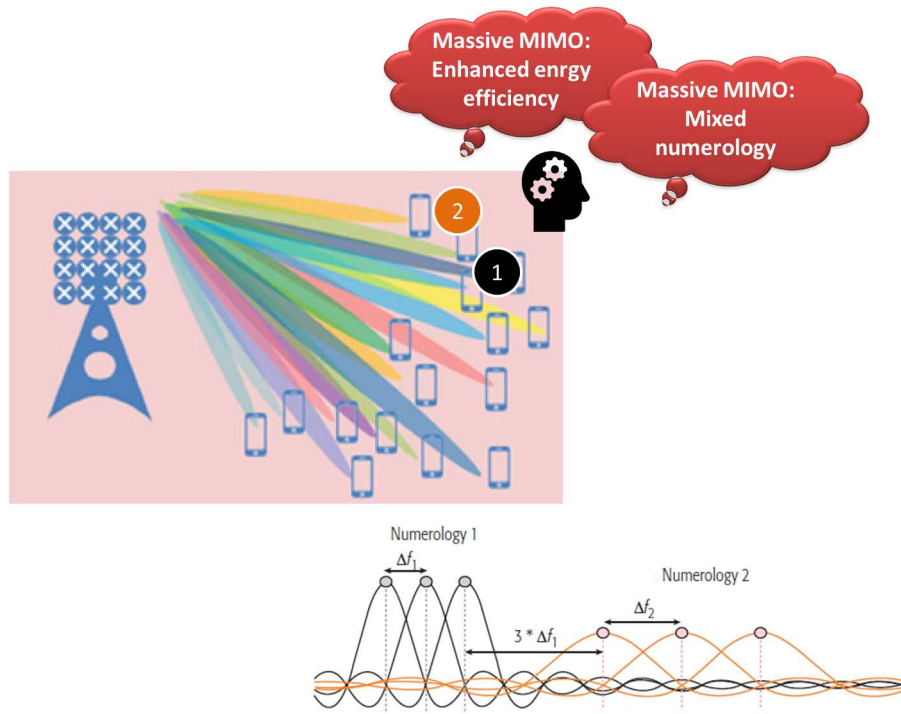 Massive MIMO:
Enhanced enrgy
efficiency
Massive MIMO:
Mixed
numerology
2
1
Numerology 1
Δf₁
Numerology 2
Δf₂
3 * Δf₁